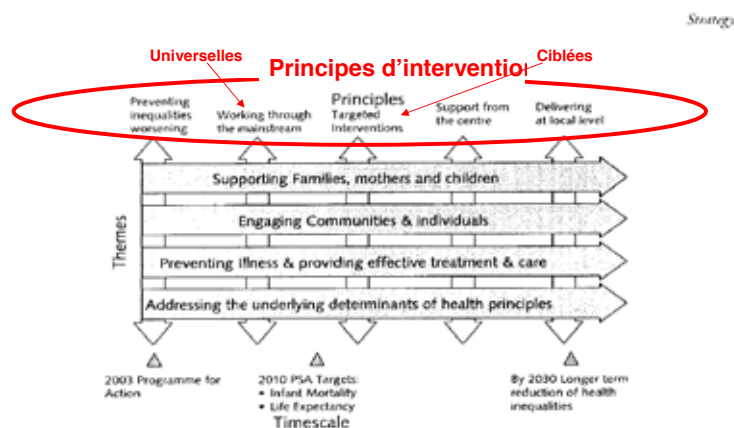 Strategy
Universelles
Ciblées
Principes d'intervention
Principles
Preventing
inequalities
worsening
Working through
the mainstream
Targeted
Interventions
Support from
the centre
Delivering
at local level
Themes
Supporting Families, mothers and children
Engaging Communities & individuals
Preventing Illness & providing effective treatment & care
Addressing the underlying determinants of health principles
2003 Programme for
Action
2010 PSA Targets:
• Infant Mortality
• Life Expectancy
Timescale
By 2030 Longer term
reduction of health
inequalities